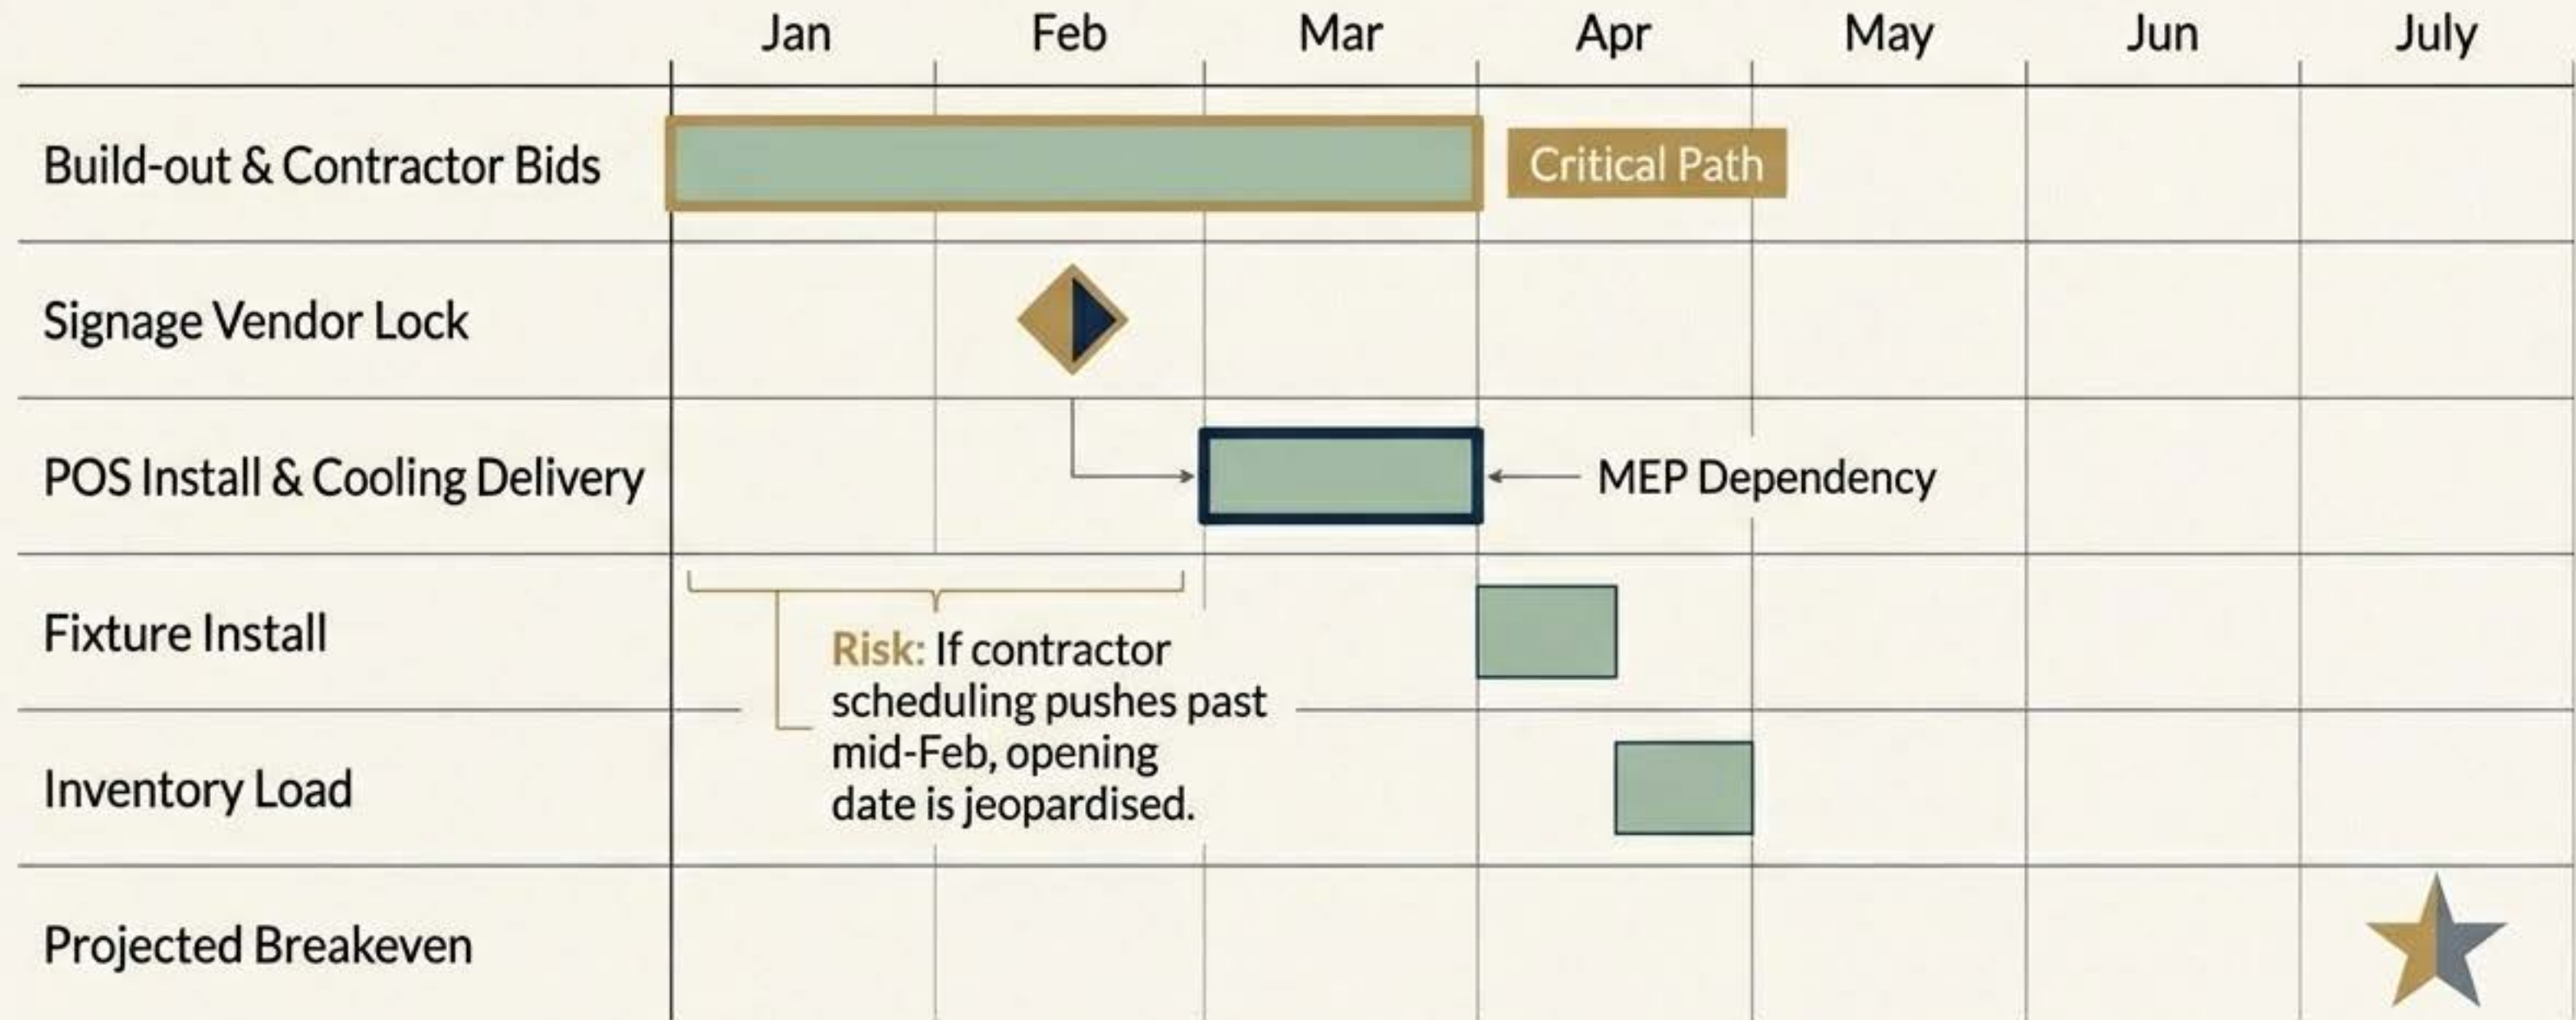 Jan Feb Mar Apr May Jun July
Build-out & Contractor Bids
Critical Path
Signage Vendor Lock
POS Install & Cooling Delivery
MEP Dependency
Fixture Install
Risk: If contractor
scheduling pushes past
mid-Feb, opening
date is jeopardised.
Inventory Load
Projected Breakeven